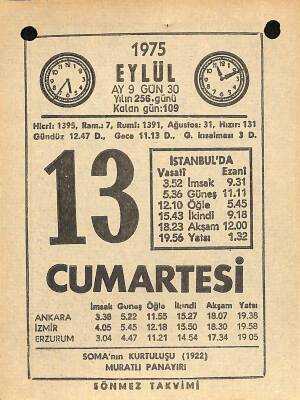 1975
EYLÜL
AY 9 GÜN 30
Yılın 256.günü
Kalan gün:109
Hicri: 1395, Ram.: 7, Rumi: 1391, Ağustos: 31, Hızır: 131
Gündüz 12.47 D., Gece 11.13 D., G. kısalması 3 D.
13
İSTANBUL'DA
Vasati Ezani
3.52 İmsak 9.31
5.36 Güneş 11.11
12.10 Öğle 5.45
15.43 İkindi 9.18
18.23 Akşam 12.00
19.56 Yatsı 1.32
CUMARTESİ
İmsak Güneş Öğle İkindi Akşam Yatsı
ANKARA 3.38 5.22 11.55 15.27 18.07 19.38
İZMİR 4.05 5.45 12.18 15.50 18.30 19.58
ERZURUM 3.04 4.47 11.21 14.54 17.34 19.05
SOMA'nın KURTULUŞU (1922)
MURATLI PANAYIRI
SÖNMEZ TAKVİMİ